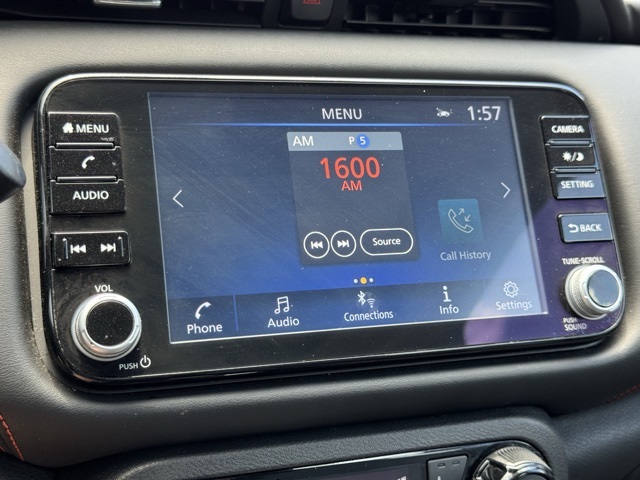 MENU
AUDIO
VOL
PUSH
MENU
1:57
AM P 5
1600
AM
Source
Call History
Phone
Audio
Connections
Info
Settings
CAMERA
SETTING
BACK
TUNE·SCROLL
PUSH
SOUND